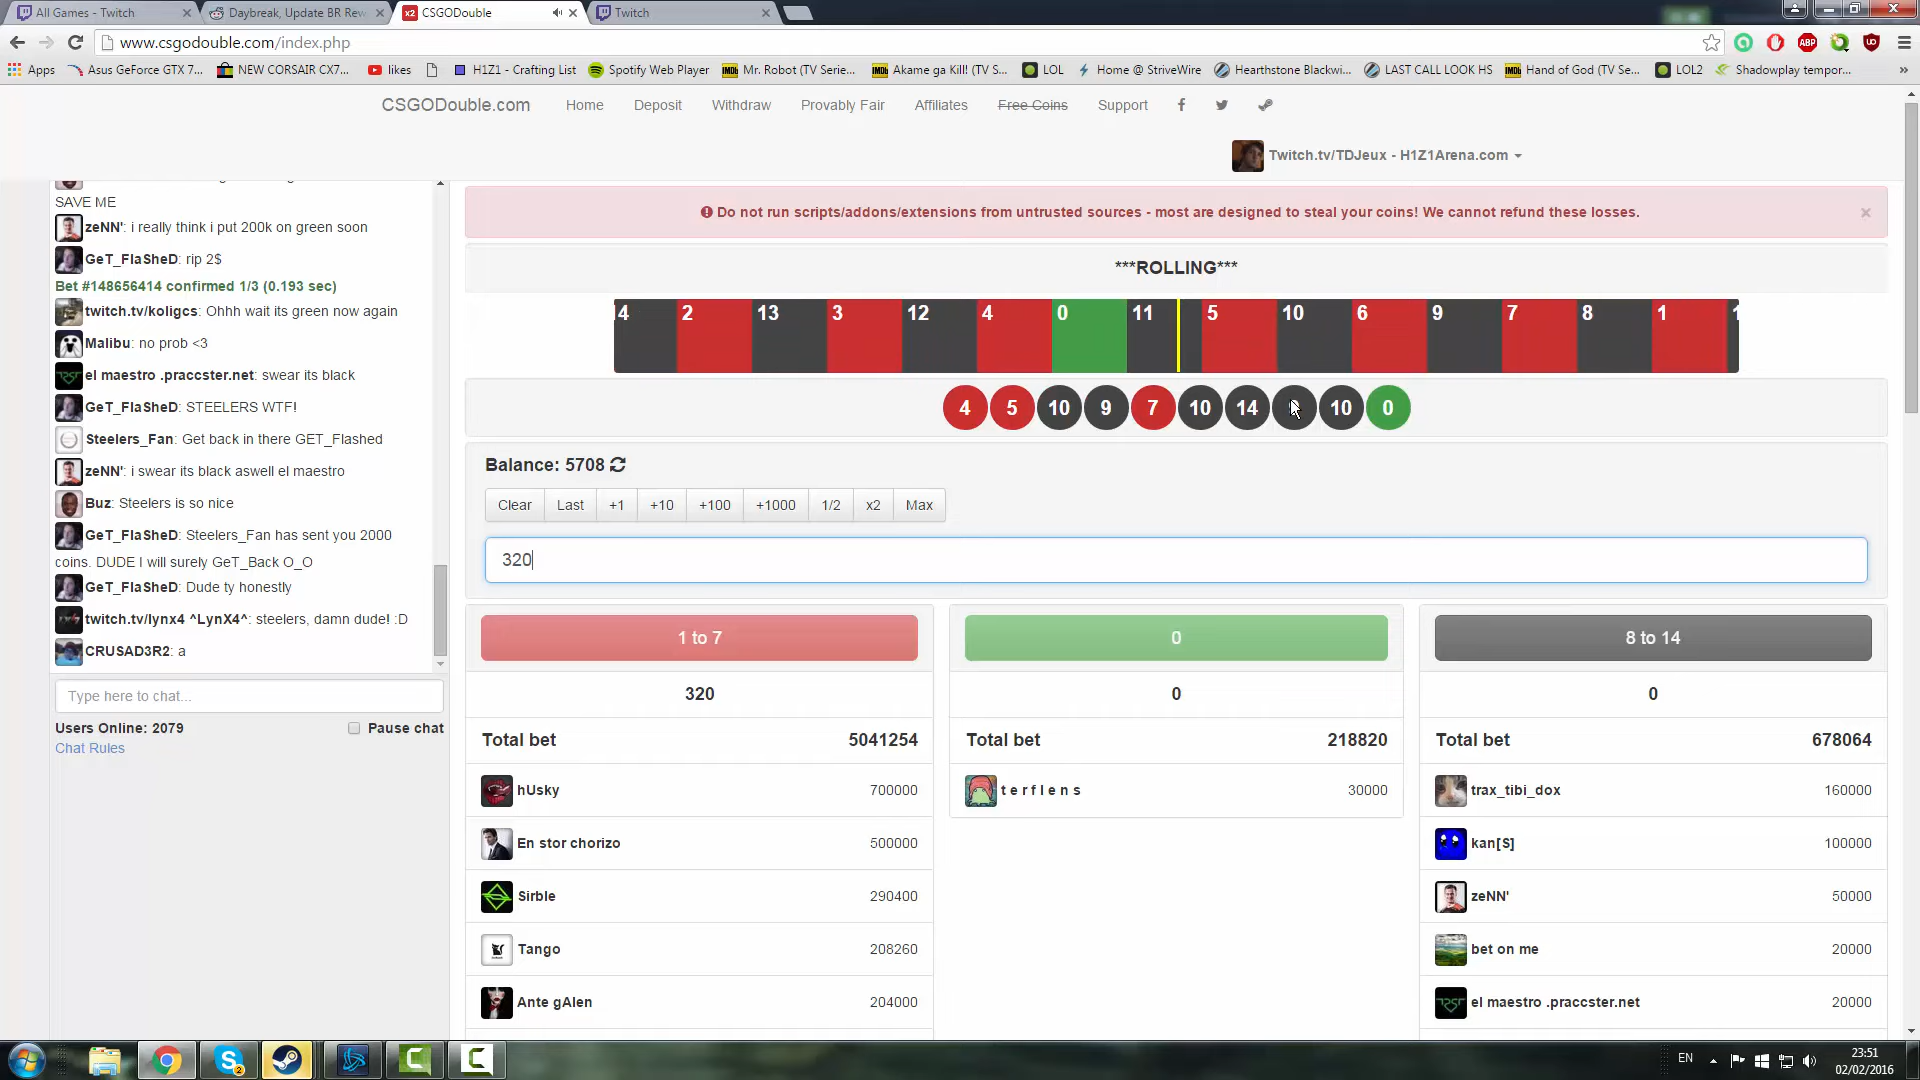 All Games - Twitch
Daybreak, Update BR Rew
CSGODouble
Twitch
www.csgodouble.com/index.php
Apps
Asus GeForce GTX 7...
NEW CORSAIR CX7...
likes
H1Z1 - Crafting List
Spotify Web Player
Mr. Robot (TV Serie...
Akame ga Kill! (TV S...
LOL
Home @ StriveWire
Hearthstone Blackwi...
LAST CALL LOOK HS
Hand of God (TV Se...
LOL2
Shadowplay tempor...
CSGODouble.com
Home
Deposit
Withdraw
Provably Fair
Affiliates
Free Coins
Support
Twitch.tv/TDJeux - H1Z1Arena.com
SAVE ME
zeNN': i really think i put 200k on green soon
GeT_FlaSheD: rip 2$
Bet #148656414 confirmed 1/3 (0.193 sec)
twitch.tv/koligcs: Ohhh wait its green now again
Malibu: no prob <3
el maestro .praccster.net: swear its black
GeT_FlaSheD: STEELERS WTF!
Steelers_Fan: Get back in there GET_Flashed
zeNN': i swear its black aswell el maestro
Buz: Steelers is so nice
GeT_FlaSheD: Steelers_Fan has sent you 2000
coins. DUDE I will surely GeT_Back O_O
GeT_FlaSheD: Dude ty honestly
twitch.tv/lynx4 ^LynX4^: steelers, damn dude! :D
CRUSAD3R2: a
Type here to chat...
Users Online: 2079
Pause chat
Chat Rules
Do not run scripts/addons/extensions from untrusted sources - most are designed to steal your coins! We cannot refund these losses.
×
***ROLLING***
4 2 13 3 12 4 0 11 5 10 6 9 7 8 1
4 5 10 9 7 10 14 10 0
Balance: 5708
Clear Last +1 +10 +100 +1000 1/2 x2 Max
320
1 to 7
320
Total bet 5041254
hUsky 700000
En stor chorizo 500000
Sirble 290400
Tango 208260
Ante gAlen 204000
0
0
Total bet 218820
t e r f l e n s 30000
8 to 14
0
Total bet 678064
trax_tibi_dox 160000
kan[S] 100000
zeNN' 50000
bet on me 20000
el maestro .praccster.net 20000
EN
23:51
02/02/2016